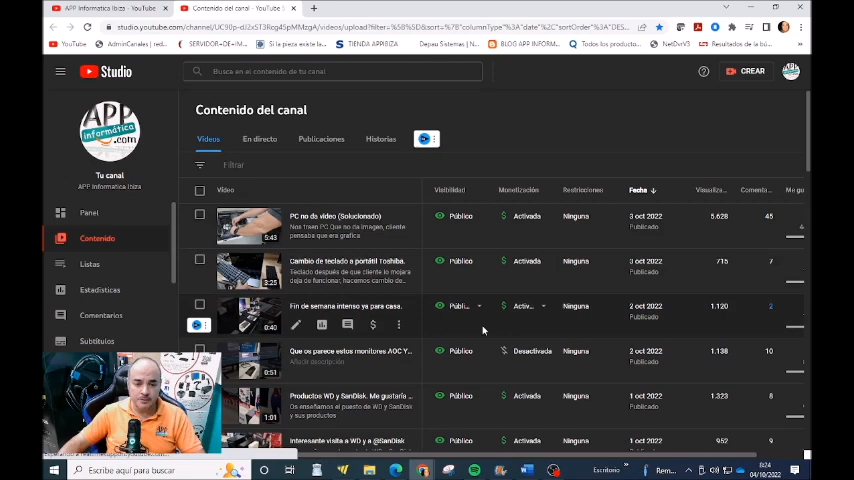 APP Informatica Ibiza - YouTube
Contenido del canal - YouTube S
studio.youtube.com/channel/UC90p-dJ2xST3Rcg45pMMzgA/videos/upload?filter=%5B%5D&sort=%7B"columnType"%3A"date"%2C"sortOrder"%3A"DES...
YouTube
AdminCanales | red...
SERVIDOR=DE=IM...
Si la pieza existe la...
TIENDA APPIBIZA
Depau Sistemas | N...
BLOG APP INFORM...
Todos los producto...
NetDvrV3
Resultados de la bú...
Studio
Busca en el contenido de tu canal
CREAR
APP
informática
.com
Tu canal
APP Informatica Ibiza
Panel
Contenido
Listas
Estadísticas
Comentarios
Subtítulos
Contenido del canal
Vídeos En directo Publicaciones Historias
Filtrar
Vídeo Visibilidad Monetización Restricciones Fecha Visualiza... Comenta... Me gu
5:43 PC no da video (Solucionado) Público Activada Ninguna 3 oct 2022 5.628 45
Nos traen PC que no da imagen, cliente Publicado
pensaba que era grafica
3:25 Cambio de teclado a portátil Toshiba. Público Activada Ninguna 3 oct 2022 715 7
Teclado después de que cliente lo mojara Publicado
deja de funcionar, hacemos cambio de
0:40 Fin de semana intenso ya para casa. Públi... Activ... Ninguna 2 oct 2022 1.120 2
Publicado
0:51 Que os parece estos monitores AOC Y... Público Desactivada Ninguna 2 oct 2022 1.138 10
Añadir descripción Publicado
1:01 Productos WD y SanDisk. Me gustaría ... Público Activada Ninguna 1 oct 2022 1.323 8
Os enseñamos el puesto de WD y SanDisk Publicado
y sus productos
Interesante visita a WD y a @SanDisk Público Activada Ninguna 1 oct 2022 952 9
Escribe aquí para buscar
Escritorio
Rem...
8:24
04/10/2022